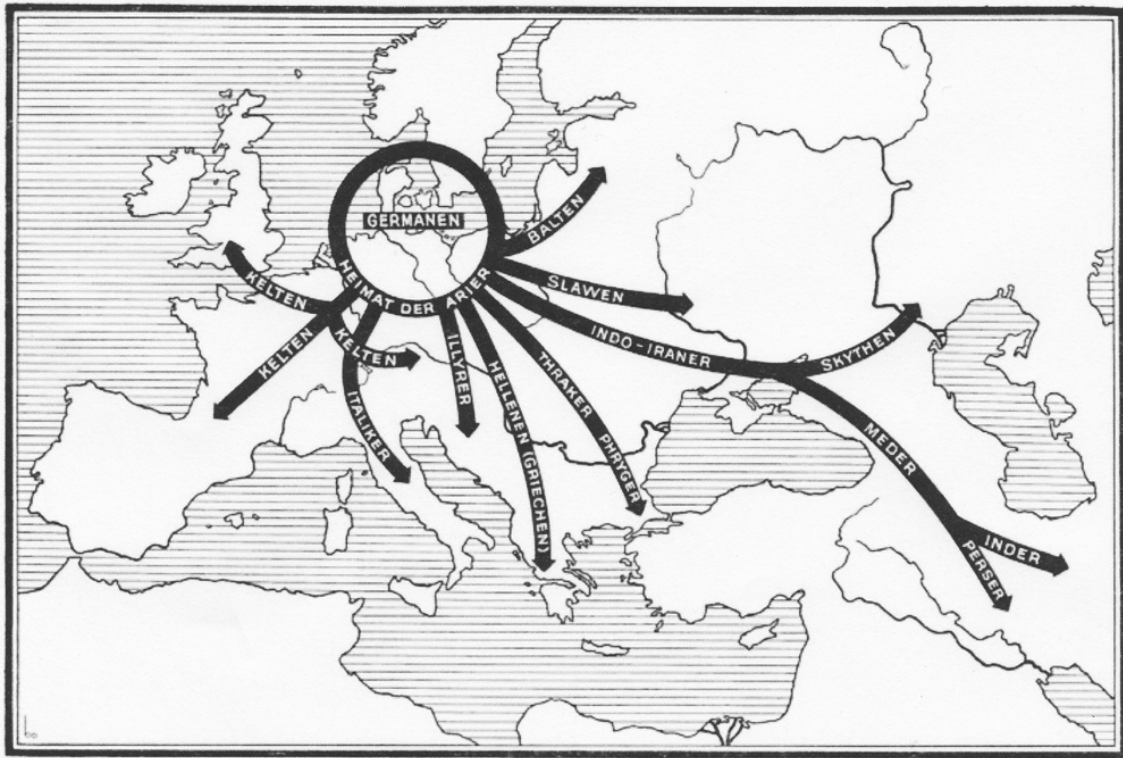 GERMANEN
HEIMAT DER ARIER
BALTEN
SLAWEN
INDO-IRANER
SKYTHEN
MEDER
INDER
PERSER
KELTEN
KELTEN
KELTEN
ITALIKER
ILLYRER
HELLENEN (GRIECHEN)
THRAKER
PHRYGER